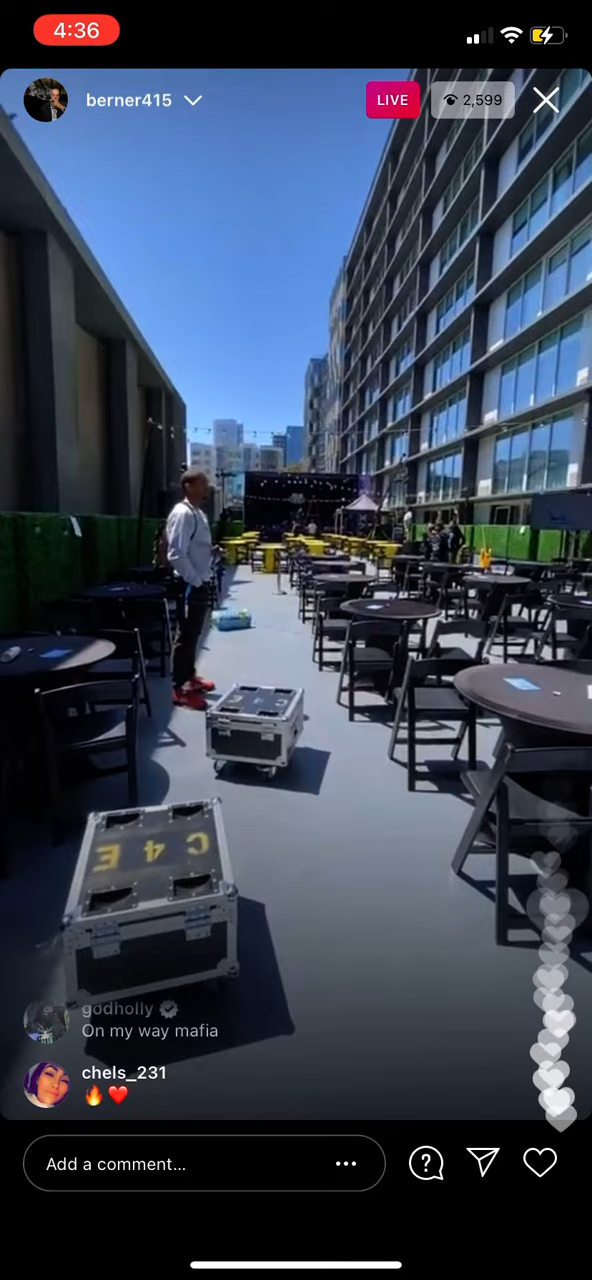 4:36
berner415
LIVE
2,599
C4E
godholly
On my way mafia
chels_231
Add a comment...